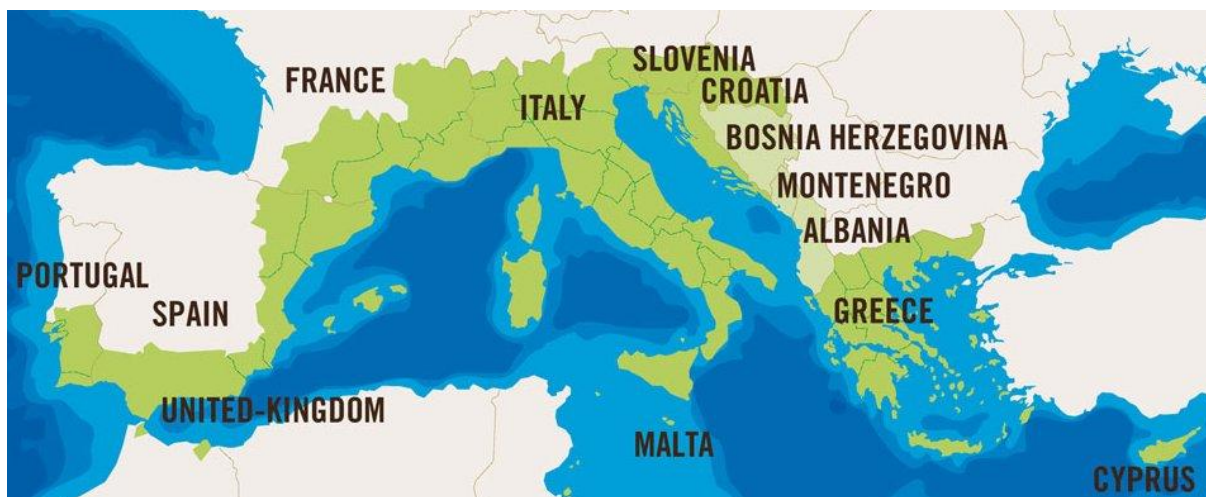 SLOVENIA
FRANCE
CROATIA
ITALY
BOSNIA HERZEGOVINA
MONTENEGRO
ALBANIA
PORTUGAL
SPAIN
GREECE
UNITED-KINGDOM
MALTA
CYPRUS